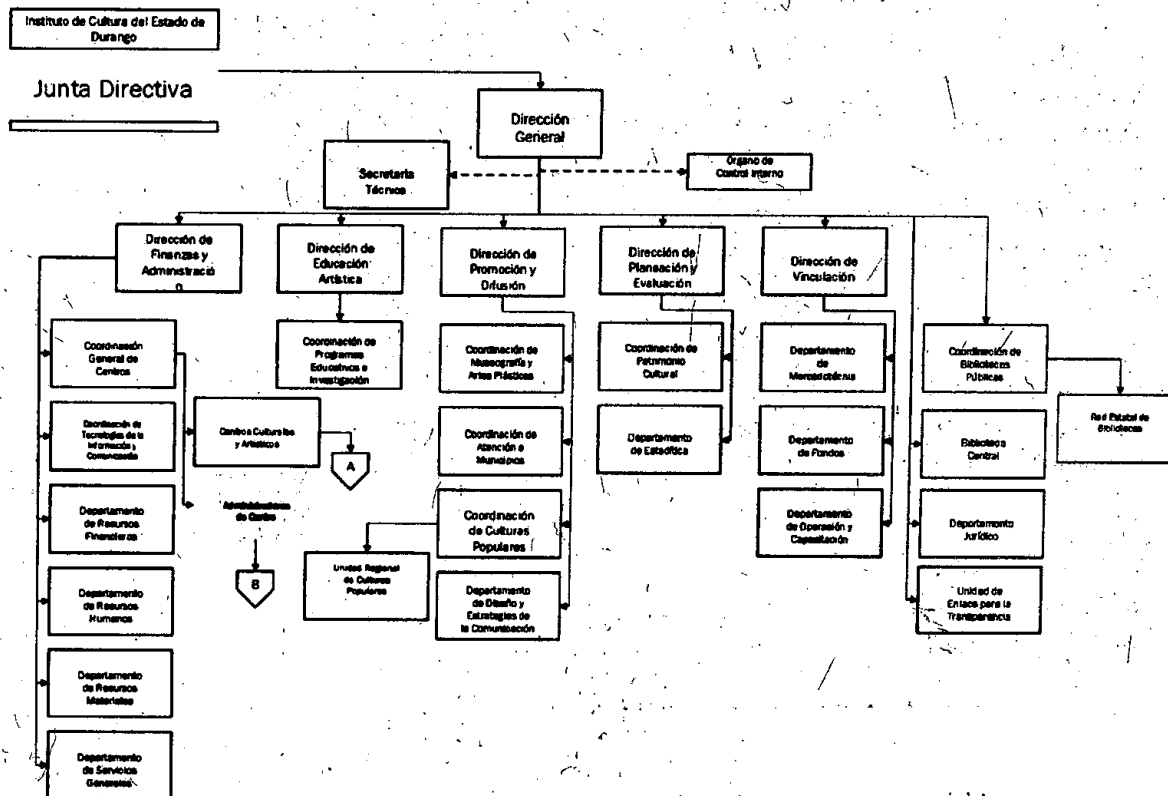 Instituto de Cultura del Estado de
Durango
Junta Directiva
Dirección
General
Secretaria
Técnica
Órgano de
Control Interno
Dirección de
Finanzas y
Administració
n
Dirección de
Educación
Artística
Dirección de
Promoción y
Difusión
Dirección de
Planeación y
Evaluación
Dirección de
Vinculación
Coordinación
General de
Centros
Coordinación de
Tecnologías de la
Información y
Comunicación
Departamento
de Recursos
Financieros
Departamento
de Recursos
Humanos
Departamento
de Recursos
Materiales
Departamento
de Servicios
Generales
Centros Culturales
y Artísticos
A
Administradores
de Centro
B
Coordinación de
Programas
Educativos e
Investigación
Coordinación de
Museografía y
Artes Plásticas
Coordinación de
Atención a
Municipios
Coordinación
de Culturas
Populares
Unidad Regional
de Culturas
Populares
Departamento
de Diseño y
Estrategias de
la Comunicación
Coordinación de
Patrimonio
Cultural
Departamento
de Estadítica
Departamento
de
Mercadotecnia
Departamento
de Fondos
Departamento
de Operación y
Capacitación
Coordinación de
Bibliotecas
Públicas
Red Estatal de
Bibliotecas
Biblioteca
Central
Departamento
Jurídico
Unidad de
Enlace para la
Transparencia